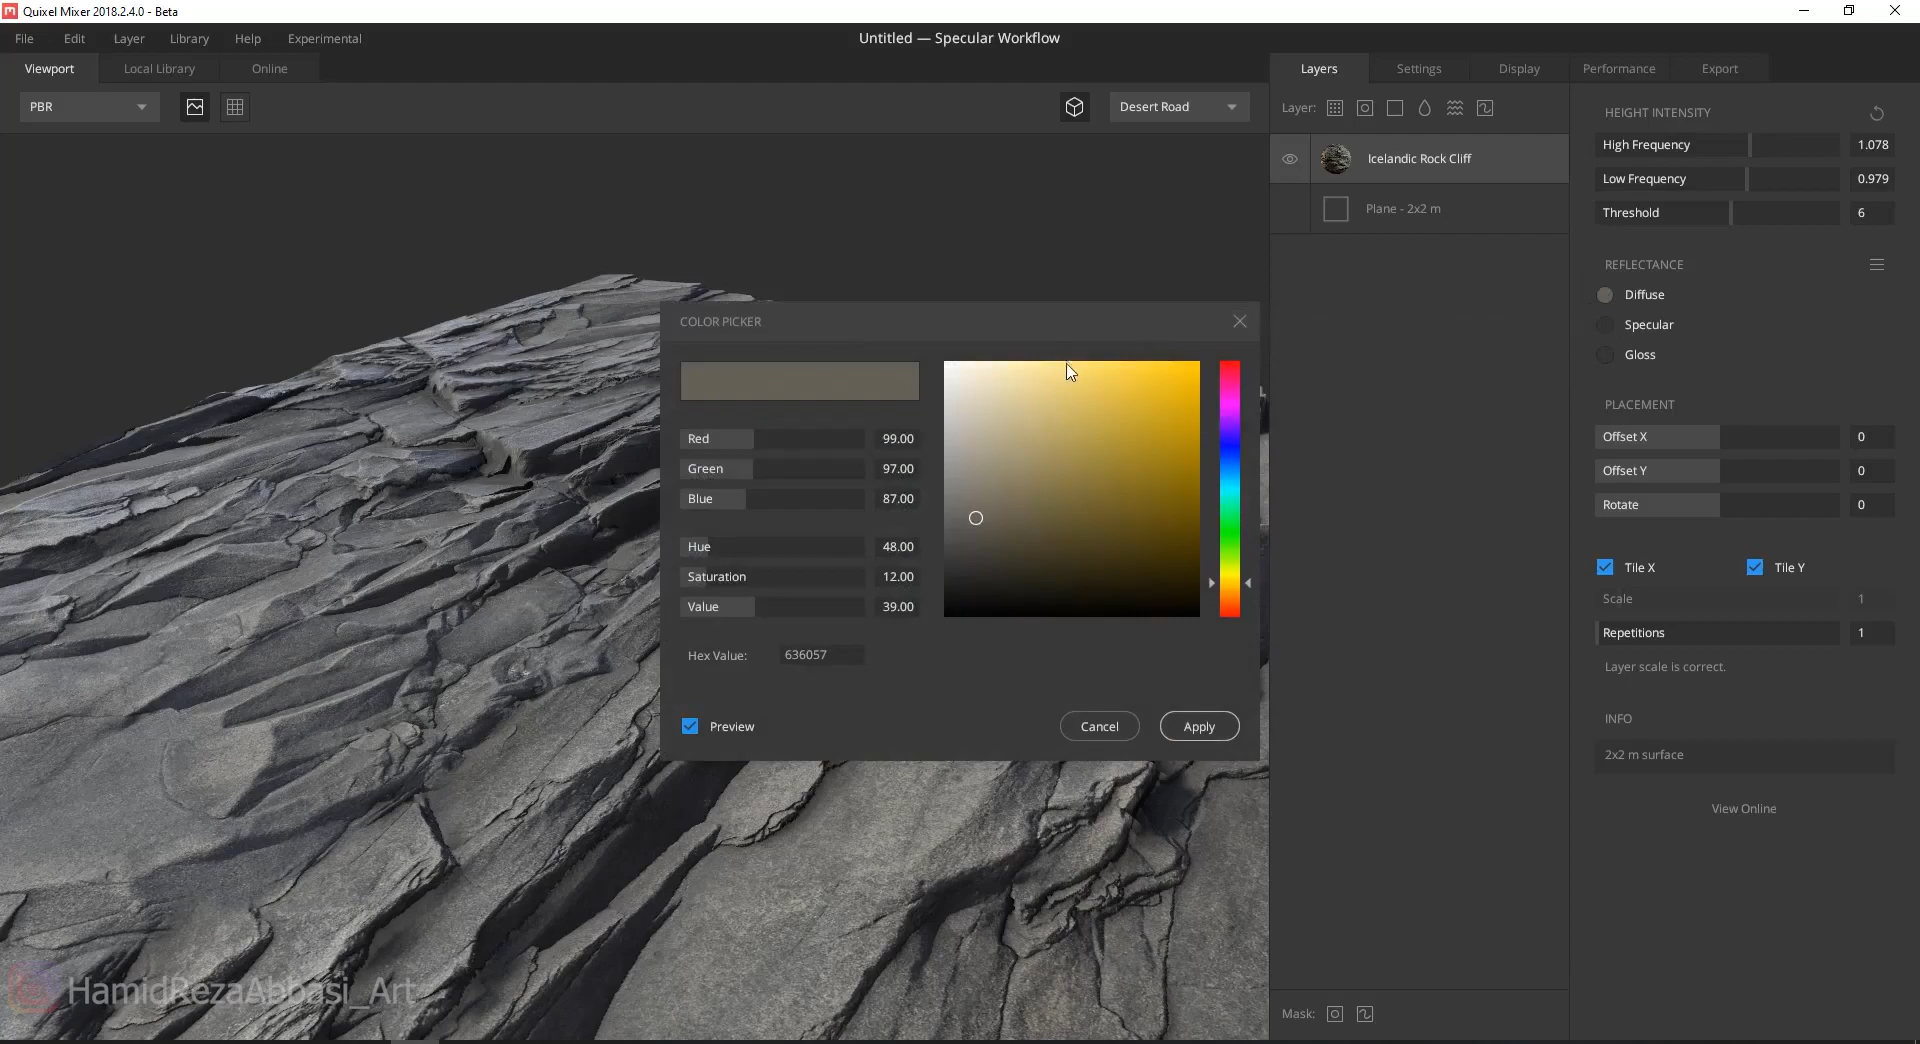 Quixel Mixer 2018.2.4.0 - Beta
File Edit Layer Library Help Experimental
Untitled — Specular Workflow
Viewport Local Library Online
Layers Settings Display Performance Export
PBR
Desert Road
Layer:
Icelandic Rock Cliff
Plane - 2x2 m
HEIGHT INTENSITY
High Frequency 1.078
Low Frequency 0.979
Threshold 6
REFLECTANCE
Diffuse
Specular
Gloss
PLACEMENT
Offset X 0
Offset Y 0
Rotate 0
Tile X Tile Y
Scale 1
Repetitions 1
Layer scale is correct.
INFO
2x2 m surface
View Online
COLOR PICKER
Red 99.00
Green 97.00
Blue 87.00
Hue 48.00
Saturation 12.00
Value 39.00
Hex Value: 636057
Preview
Cancel Apply
HamidRezaAbbasi_Art
Mask: